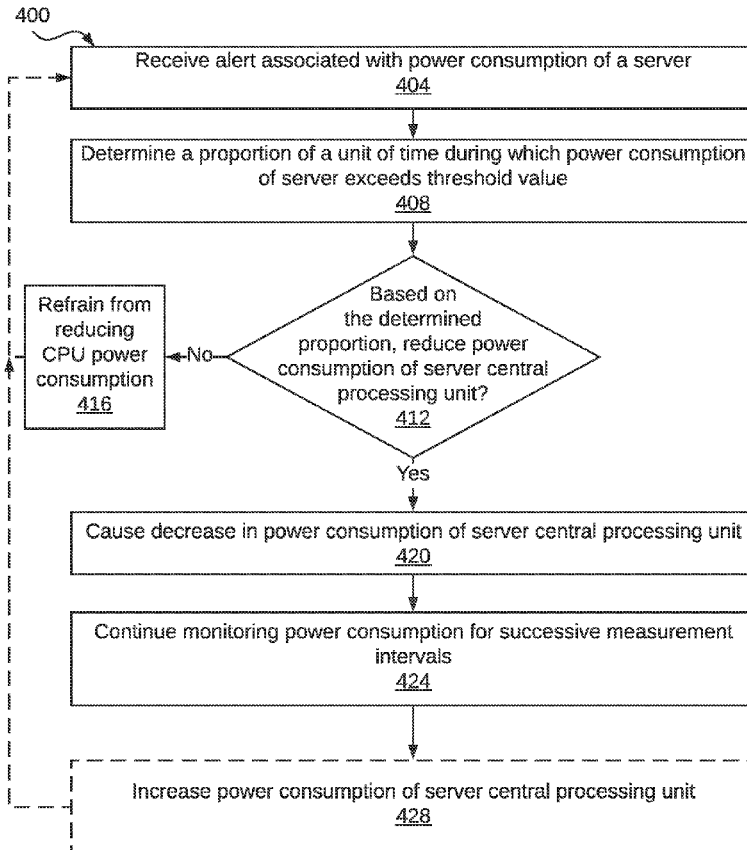 400
Receive alert associated with power consumption of a server
404
Determine a proportion of a unit of time during which power consumption
of server exceeds threshold value
408
Based on
the determined
proportion, reduce power
consumption of server central
processing unit?
412
No
Refrain from
reducing
CPU power
consumption
416
Yes
Cause decrease in power consumption of server central processing unit
420
Continue monitoring power consumption for successive measurement
intervals
424
Increase power consumption of server central processing unit
428